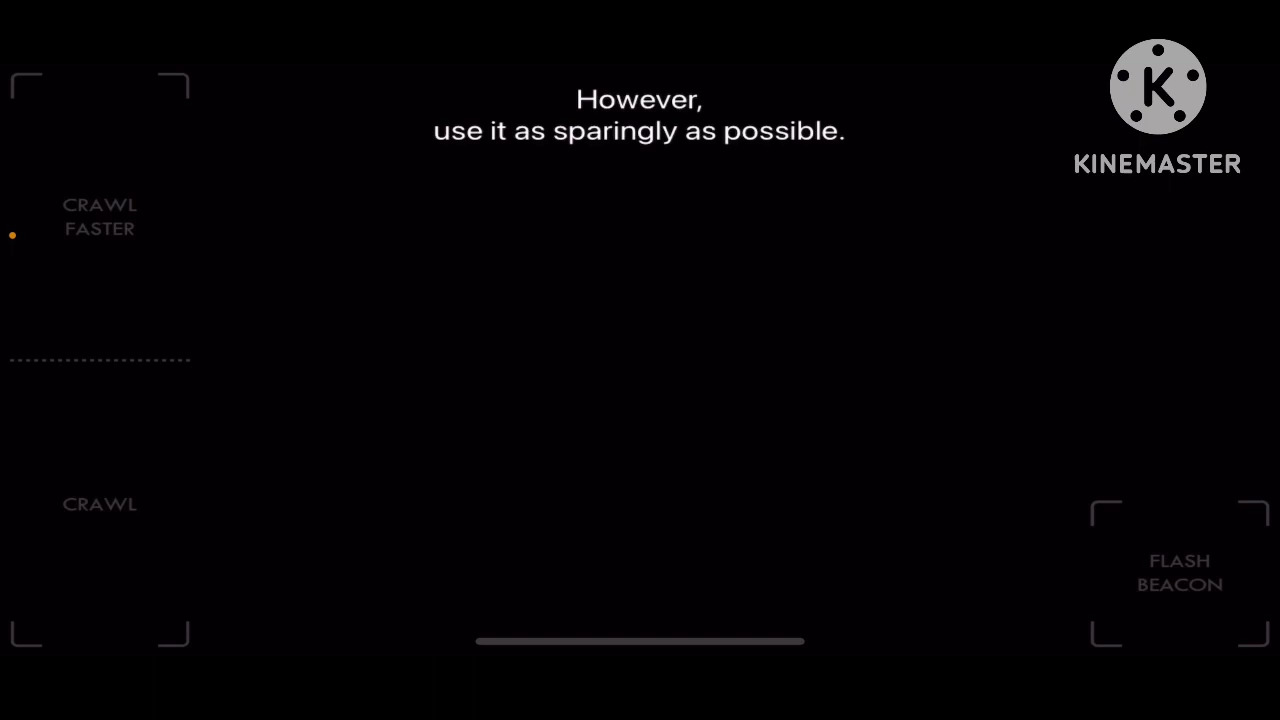 However,
use it as sparingly as possible.
K
KINEMASTER
CRAWL
FASTER
CRAWL
FLASH
BEACON